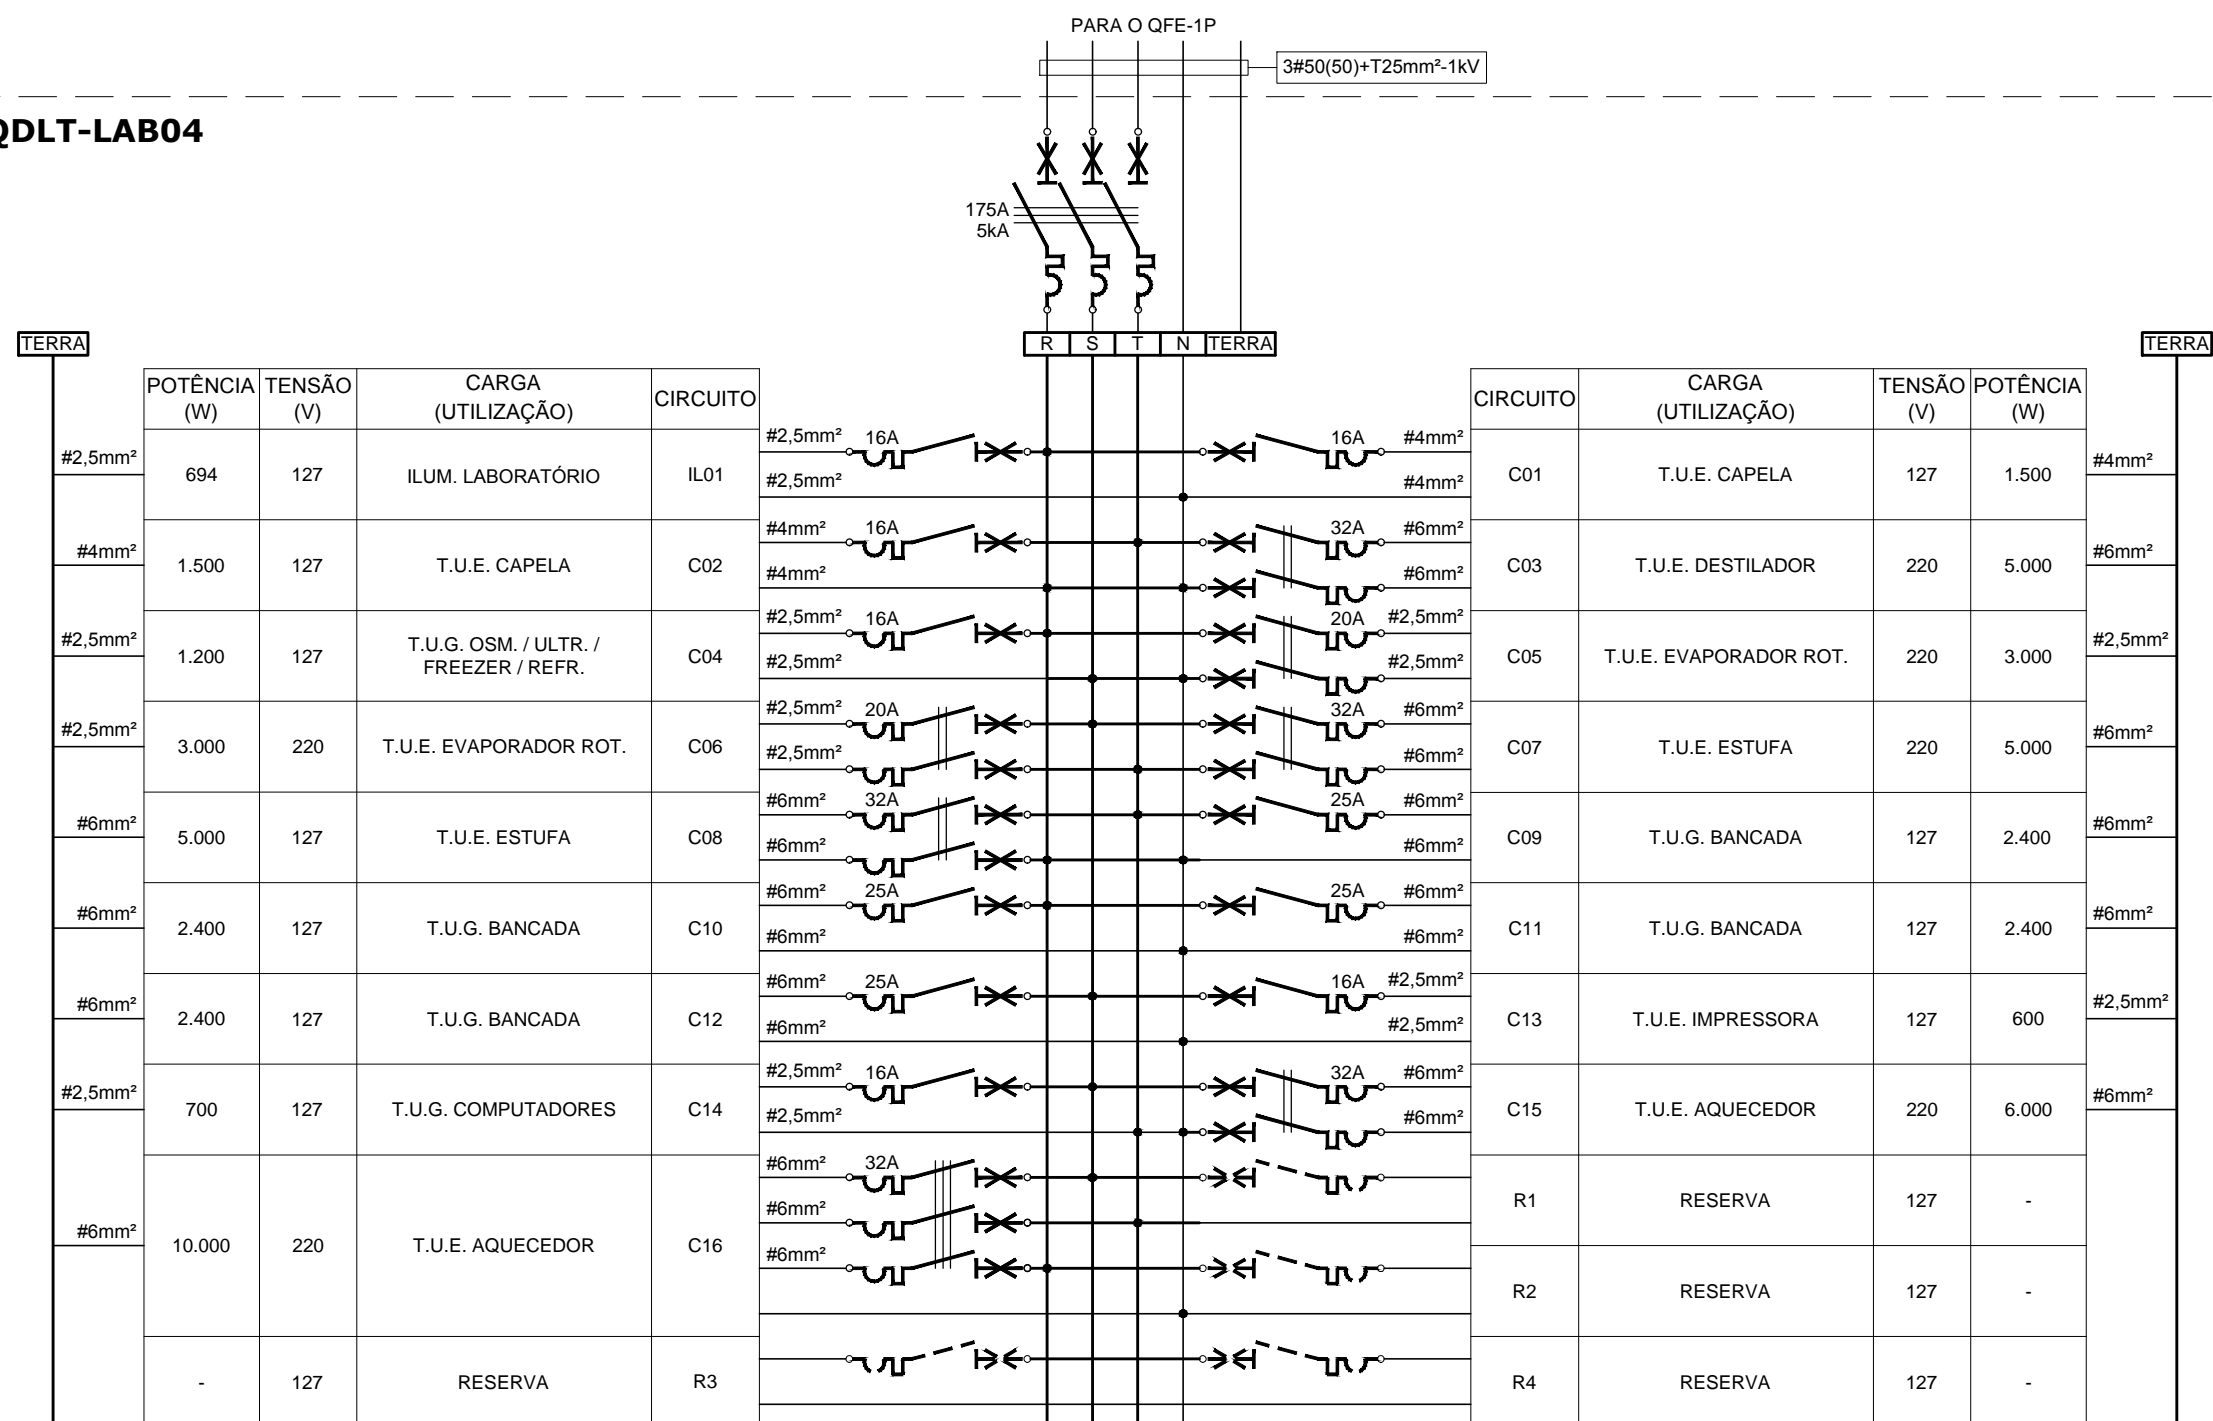 PARA O QFE-1P
3#50(50)+T25mm²-1kV
QDLT-LAB04
175A
5kA
TERRA
R S T N TERRA
TERRA
POTÊNCIA (W) TENSÃO (V) CARGA (UTILIZAÇÃO) CIRCUITO
CIRCUITO CARGA (UTILIZAÇÃO) TENSÃO (V) POTÊNCIA (W)
#2,5mm² 694 127 ILUM. LABORATÓRIO IL01 #2,5mm² 16A #2,5mm²
16A #4mm² #4mm² C01 T.U.E. CAPELA 127 1.500 #4mm²
#4mm² 1.500 127 T.U.E. CAPELA C02 #4mm² 16A #4mm²
32A #6mm² #6mm² C03 T.U.E. DESTILADOR 220 5.000 #6mm²
#2,5mm² 1.200 127 T.U.G. OSM. / ULTR. /
FREEZER / REFR. C04 #2,5mm² 16A #2,5mm²
20A #2,5mm² #2,5mm² C05 T.U.E. EVAPORADOR ROT. 220 3.000 #2,5mm²
#2,5mm² 3.000 220 T.U.E. EVAPORADOR ROT. C06 #2,5mm² 20A #2,5mm²
32A #6mm² #6mm² C07 T.U.E. ESTUFA 220 5.000 #6mm²
#6mm² 5.000 127 T.U.E. ESTUFA C08 #6mm² 32A #6mm²
25A #6mm² #6mm² C09 T.U.G. BANCADA 127 2.400 #6mm²
#6mm² 2.400 127 T.U.G. BANCADA C10 #6mm² 25A #6mm²
25A #6mm² #6mm² C11 T.U.G. BANCADA 127 2.400 #6mm²
#6mm² 2.400 127 T.U.G. BANCADA C12 #6mm² 25A #6mm²
16A #2,5mm² #2,5mm² C13 T.U.E. IMPRESSORA 127 600 #2,5mm²
#2,5mm² 700 127 T.U.G. COMPUTADORES C14 #2,5mm² 16A #2,5mm²
32A #6mm² #6mm² C15 T.U.E. AQUECEDOR 220 6.000 #6mm²
#6mm² 10.000 220 T.U.E. AQUECEDOR C16 #6mm² 32A #6mm² #6mm²
R1 RESERVA 127 -
R2 RESERVA 127 -
- 127 RESERVA R3
R4 RESERVA 127 -